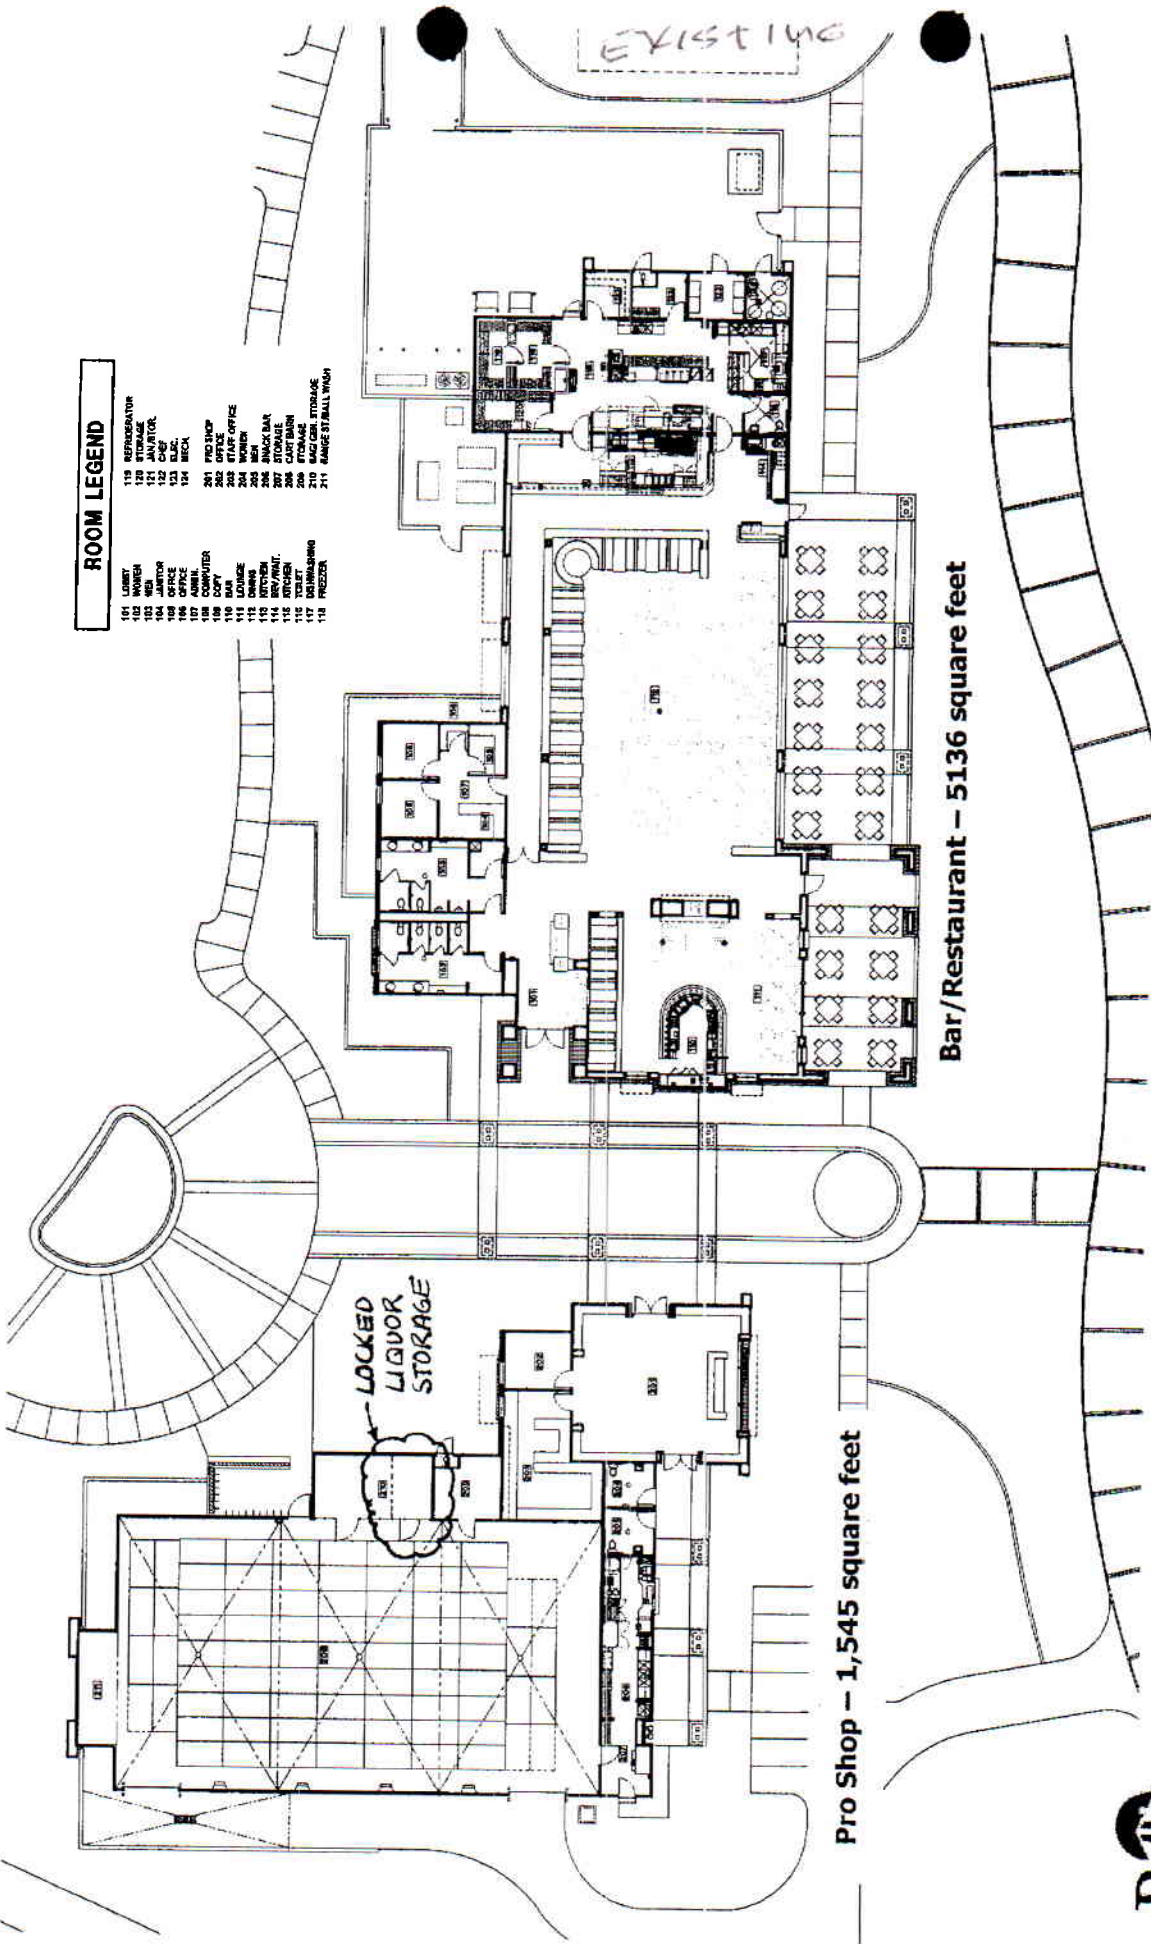 EXISTING
ROOM LEGEND
101 LOBBY
102 WOMEN
103 MEN
104 JANITOR
105 OFFICE
106 OFFICE
107 ADMIN.
108 COMPUTER
109 COPY
110 BAR
111 LOUNGE
112 DINING
113 KITCHEN
114 BEV/WAIT.
115 KITCHEN
116 TOILET
117 DISHWASHING
118 FREEZER
119 REFRIGERATOR
120 STORAGE
121 JANITOR
122 CHEF
123 ELEC.
124 MECH.
201 PRO SHOP
202 OFFICE
203 STAFF OFFICE
204 WOMEN
205 MEN
206 SNACK BAR
207 STORAGE
208 CART BARN
209 STORAGE
210 BAG/GEN. STORAGE
211 RANGE ST./BALL WASH
LOCKED
LIQUOR
STORAGE
Bar/Restaurant – 5136 square feet
Pro Shop – 1,545 square feet